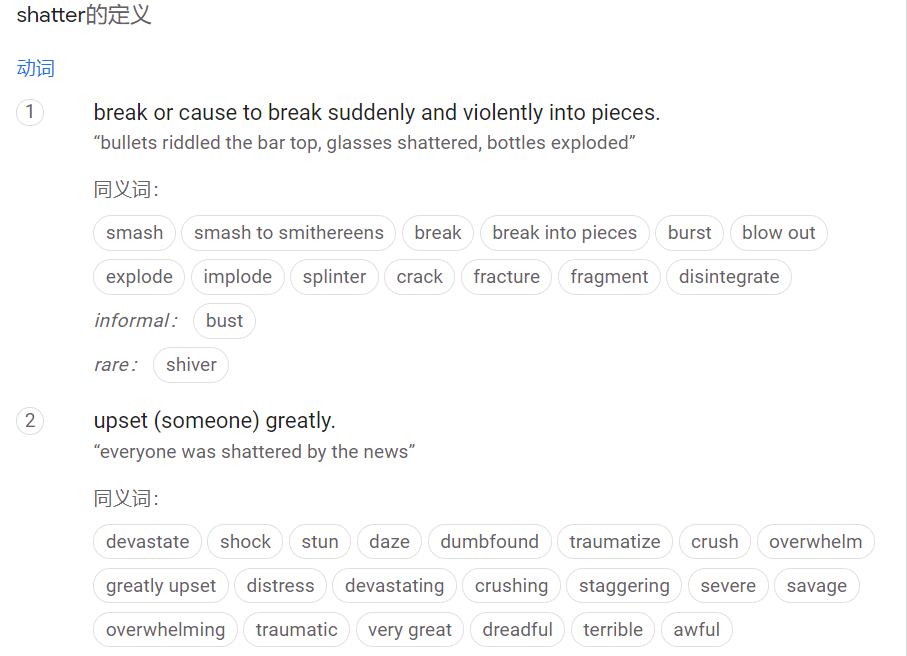 shatter的定义
动词
1 break or cause to break suddenly and violently into pieces.
“bullets riddled the bar top, glasses shattered, bottles exploded”
同义词：
smash smash to smithereens break break into pieces burst blow out
explode implode splinter crack fracture fragment disintegrate
informal： bust
rare： shiver
2 upset (someone) greatly.
“everyone was shattered by the news”
同义词：
devastate shock stun daze dumbfound traumatize crush overwhelm
greatly upset distress devastating crushing staggering severe savage
overwhelming traumatic very great dreadful terrible awful